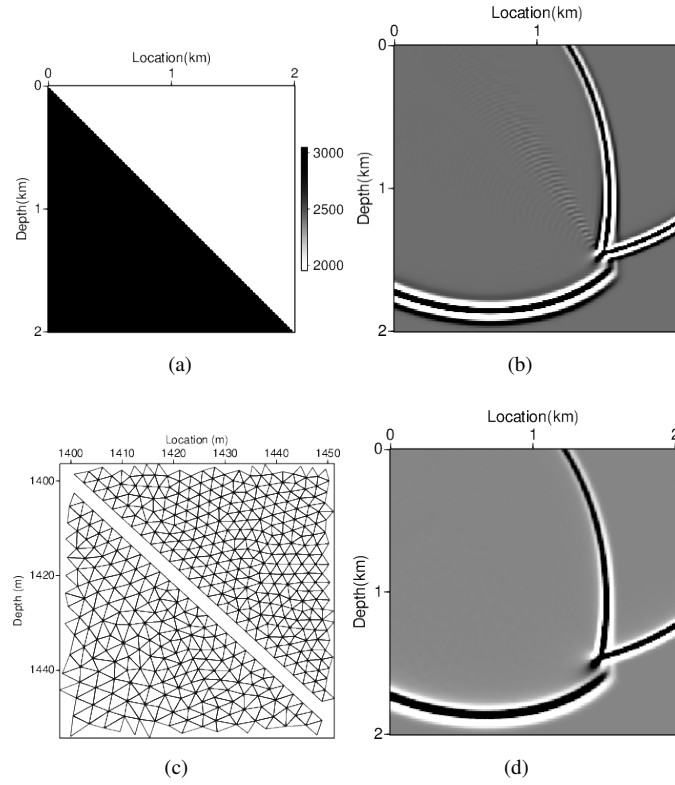 Location(km)
0 1 2
0
1
2
Depth(km)
3000
2500
2000
(a)
Location(km)
0 1
0
1
2
Depth(km)
(b)
Location (m)
1400 1410 1420 1430 1440 1450
1400
1420
1440
Depth (m)
(c)
Location(km)
0 1 2
0
1
2
Depth(km)
(d)